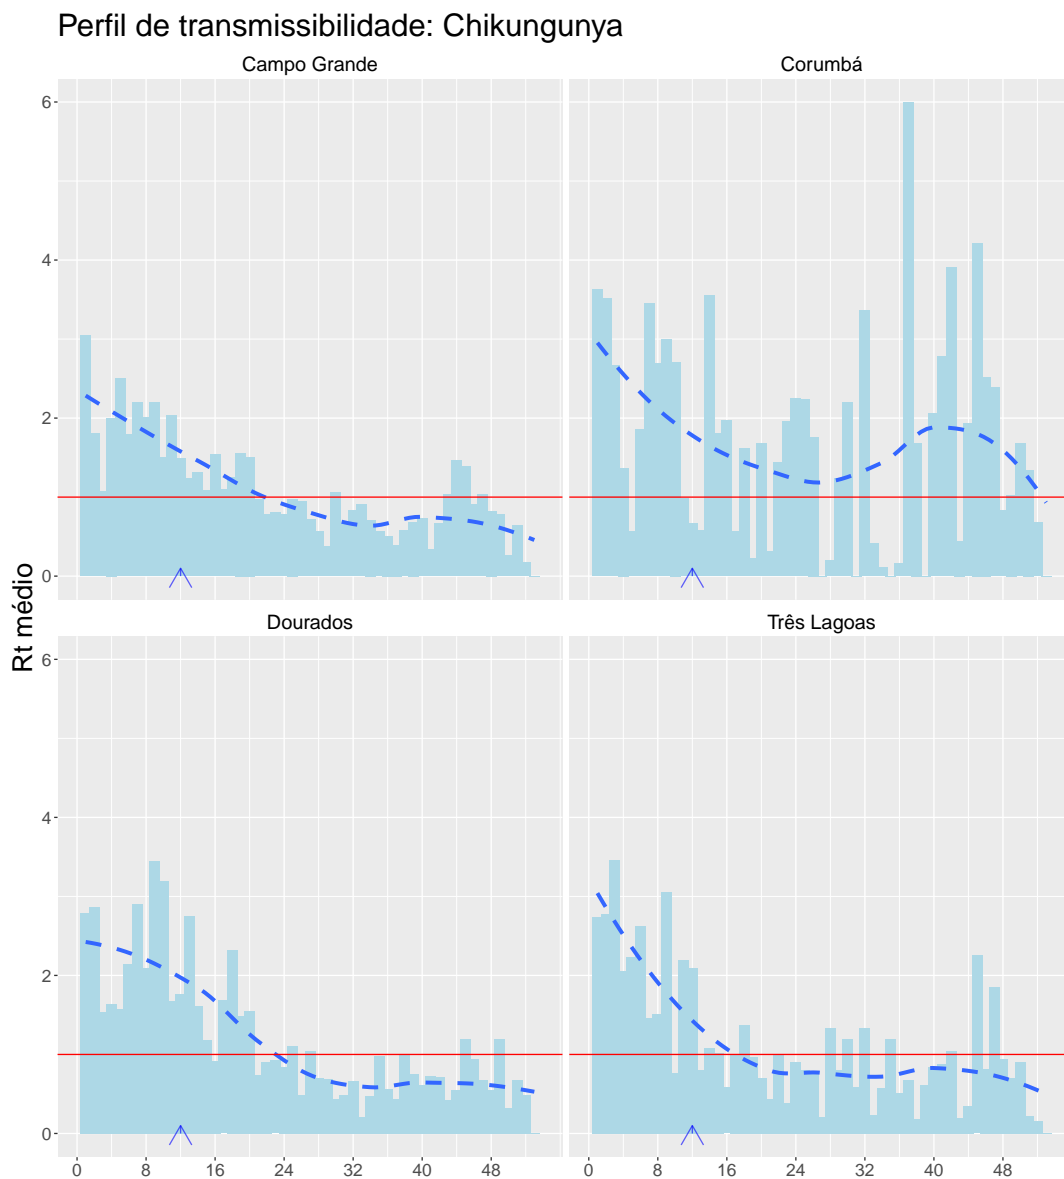 Perfil de transmissibilidade: Chikungunya
Campo Grande
Corumbá
6
4
2
0
Rt médio
Dourados
Três Lagoas
6
4
2
0
0 8 16 24 32 40 48
0 8 16 24 32 40 48